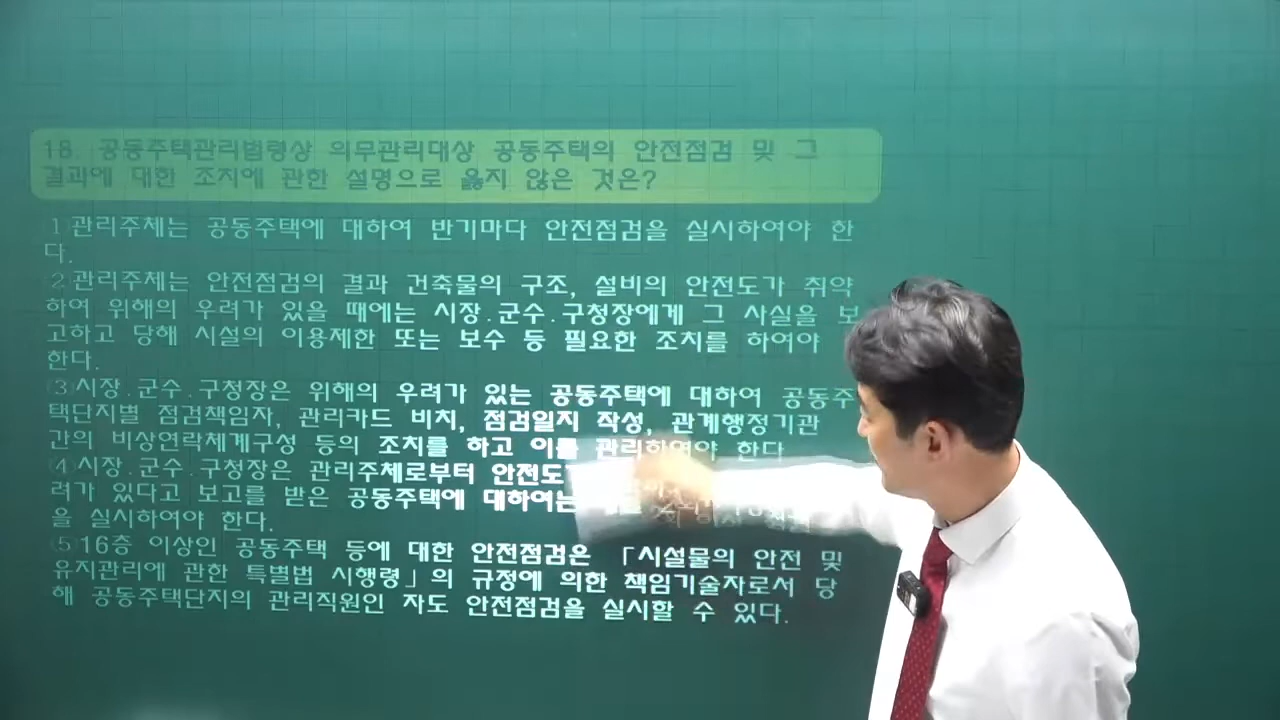 18. 공동주택관리법령상 의무관리대상 공동주택의 안전점검 및 그
결과에 대한 조치에 관한 설명으로 옳지 않은 것은?
(1)관리주체는 공동주택에 대하여 반기마다 안전점검을 실시하여야 한
다.
(2)관리주체는 안전점검의 결과 건축물의 구조, 설비의 안전도가 취약
하여 위해의 우려가 있을 때에는 시장.군수.구청장에게 그 사실을 보
고하고 당해 시설의 이용제한 또는 보수 등 필요한 조치를 하여야
한다.
(3)시장.군수.구청장은 위해의 우려가 있는 공동주택에 대하여 공동주
택단지별 점검책임자, 관리카드 비치, 점검일지 작성, 관계행정기관
간의 비상연락체계구성 등의 조치를 하고 이를 관리하여야 한다
(4)시장.군수.구청장은 관리주체로부터 안전도
려가 있다고 보고를 받은 공동주택에 대하여는
을 실시하여야 한다.
(5)16층 이상인 공동주택 등에 대한 안전점검은 「시설물의 안전 및
유지관리에 관한 특별법 시행령」의 규정에 의한 책임기술자로서 당
해 공동주택단지의 관리직원인 자도 안전점검을 실시할 수 있다.